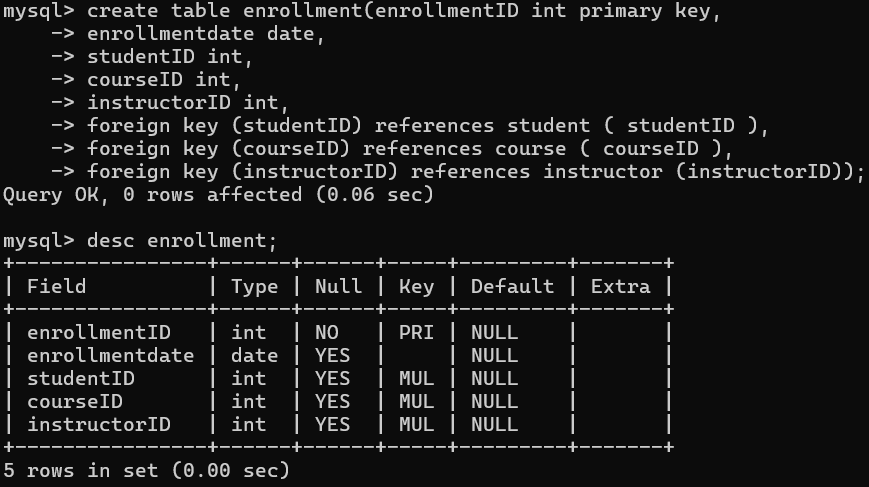 mysql> create table enrollment(enrollmentID int primary key,
    -> enrollmentdate date,
    -> studentID int,
    -> courseID int,
    -> instructorID int,
    -> foreign key (studentID) references student ( studentID ),
    -> foreign key (courseID) references course ( courseID ),
    -> foreign key (instructorID) references instructor (instructorID));
Query OK, 0 rows affected (0.06 sec)

mysql> desc enrollment;
+----------------+------+------+-----+---------+-------+
| Field          | Type | Null | Key | Default | Extra |
+----------------+------+------+-----+---------+-------+
| enrollmentID   | int  | NO   | PRI | NULL    |       |
| enrollmentdate | date | YES  |     | NULL    |       |
| studentID      | int  | YES  | MUL | NULL    |       |
| courseID       | int  | YES  | MUL | NULL    |       |
| instructorID   | int  | YES  | MUL | NULL    |       |
+----------------+------+------+-----+---------+-------+
5 rows in set (0.00 sec)